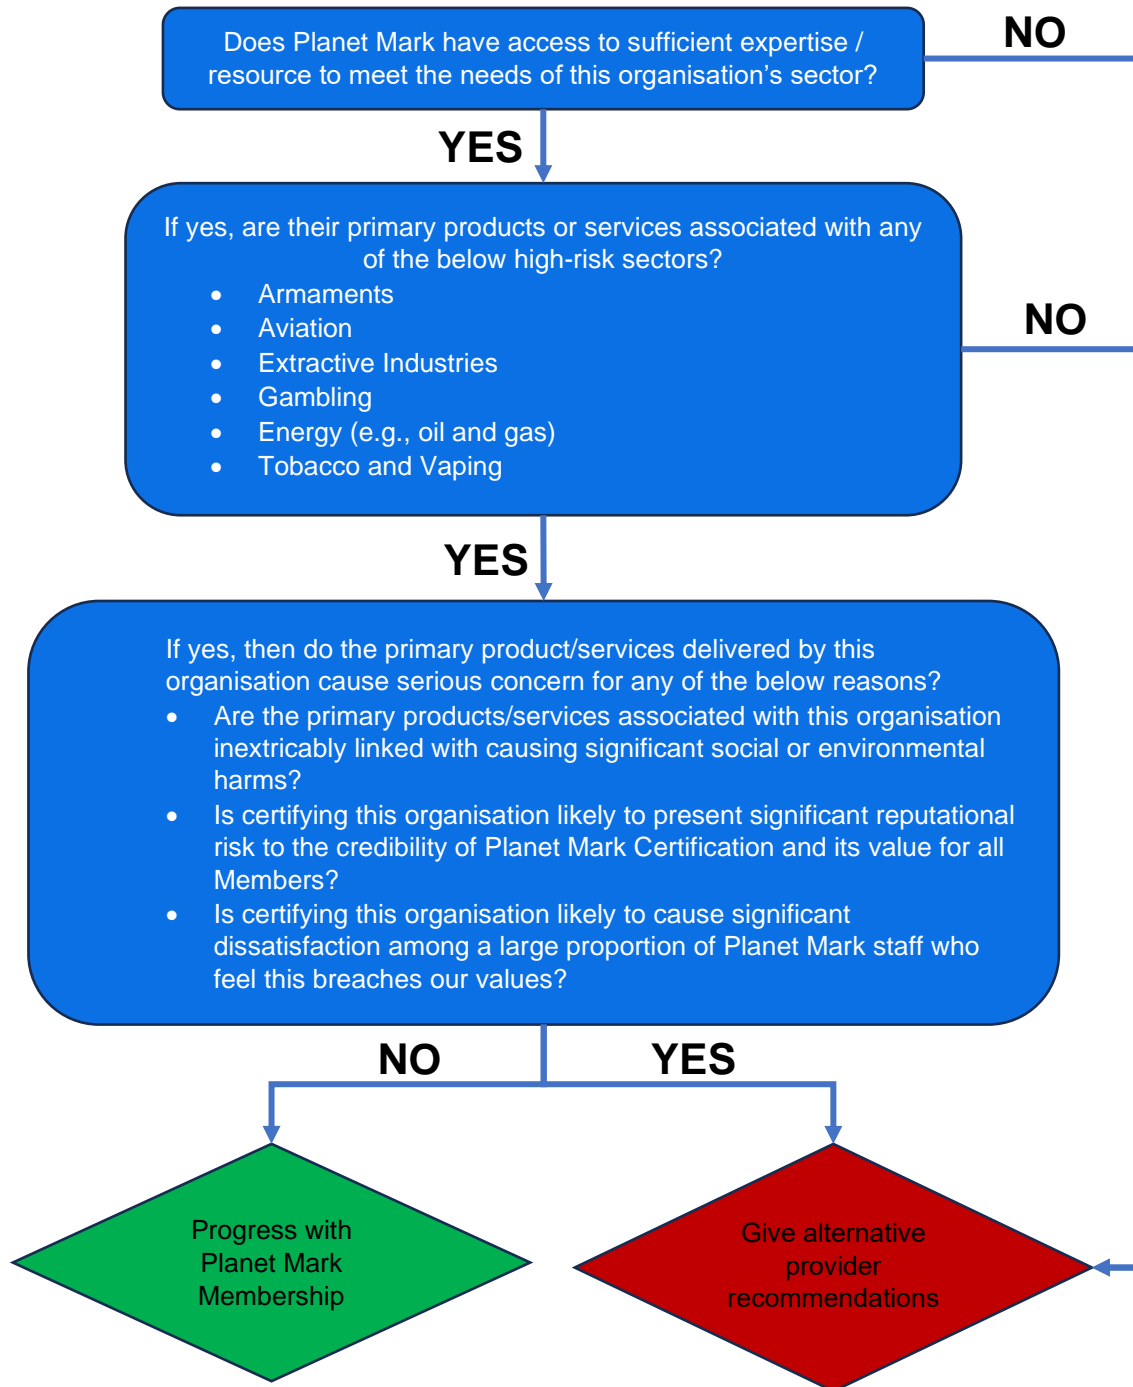 Does Planet Mark have access to sufficient expertise /
resource to meet the needs of this organisation's sector?
NO
YES
If yes, are their primary products or services associated with any
of the below high-risk sectors?
• Armaments
• Aviation
• Extractive Industries
• Gambling
• Energy (e.g., oil and gas)
• Tobacco and Vaping
NO
YES
If yes, then do the primary product/services delivered by this
organisation cause serious concern for any of the below reasons?
• Are the primary products/services associated with this organisation
inextricably linked with causing significant social or environmental
harms?
• Is certifying this organisation likely to present significant reputational
risk to the credibility of Planet Mark Certification and its value for all
Members?
• Is certifying this organisation likely to cause significant
dissatisfaction among a large proportion of Planet Mark staff who
feel this breaches our values?
NO
YES
Progress with
Planet Mark
Membership
Give alternative
provider
recommendations